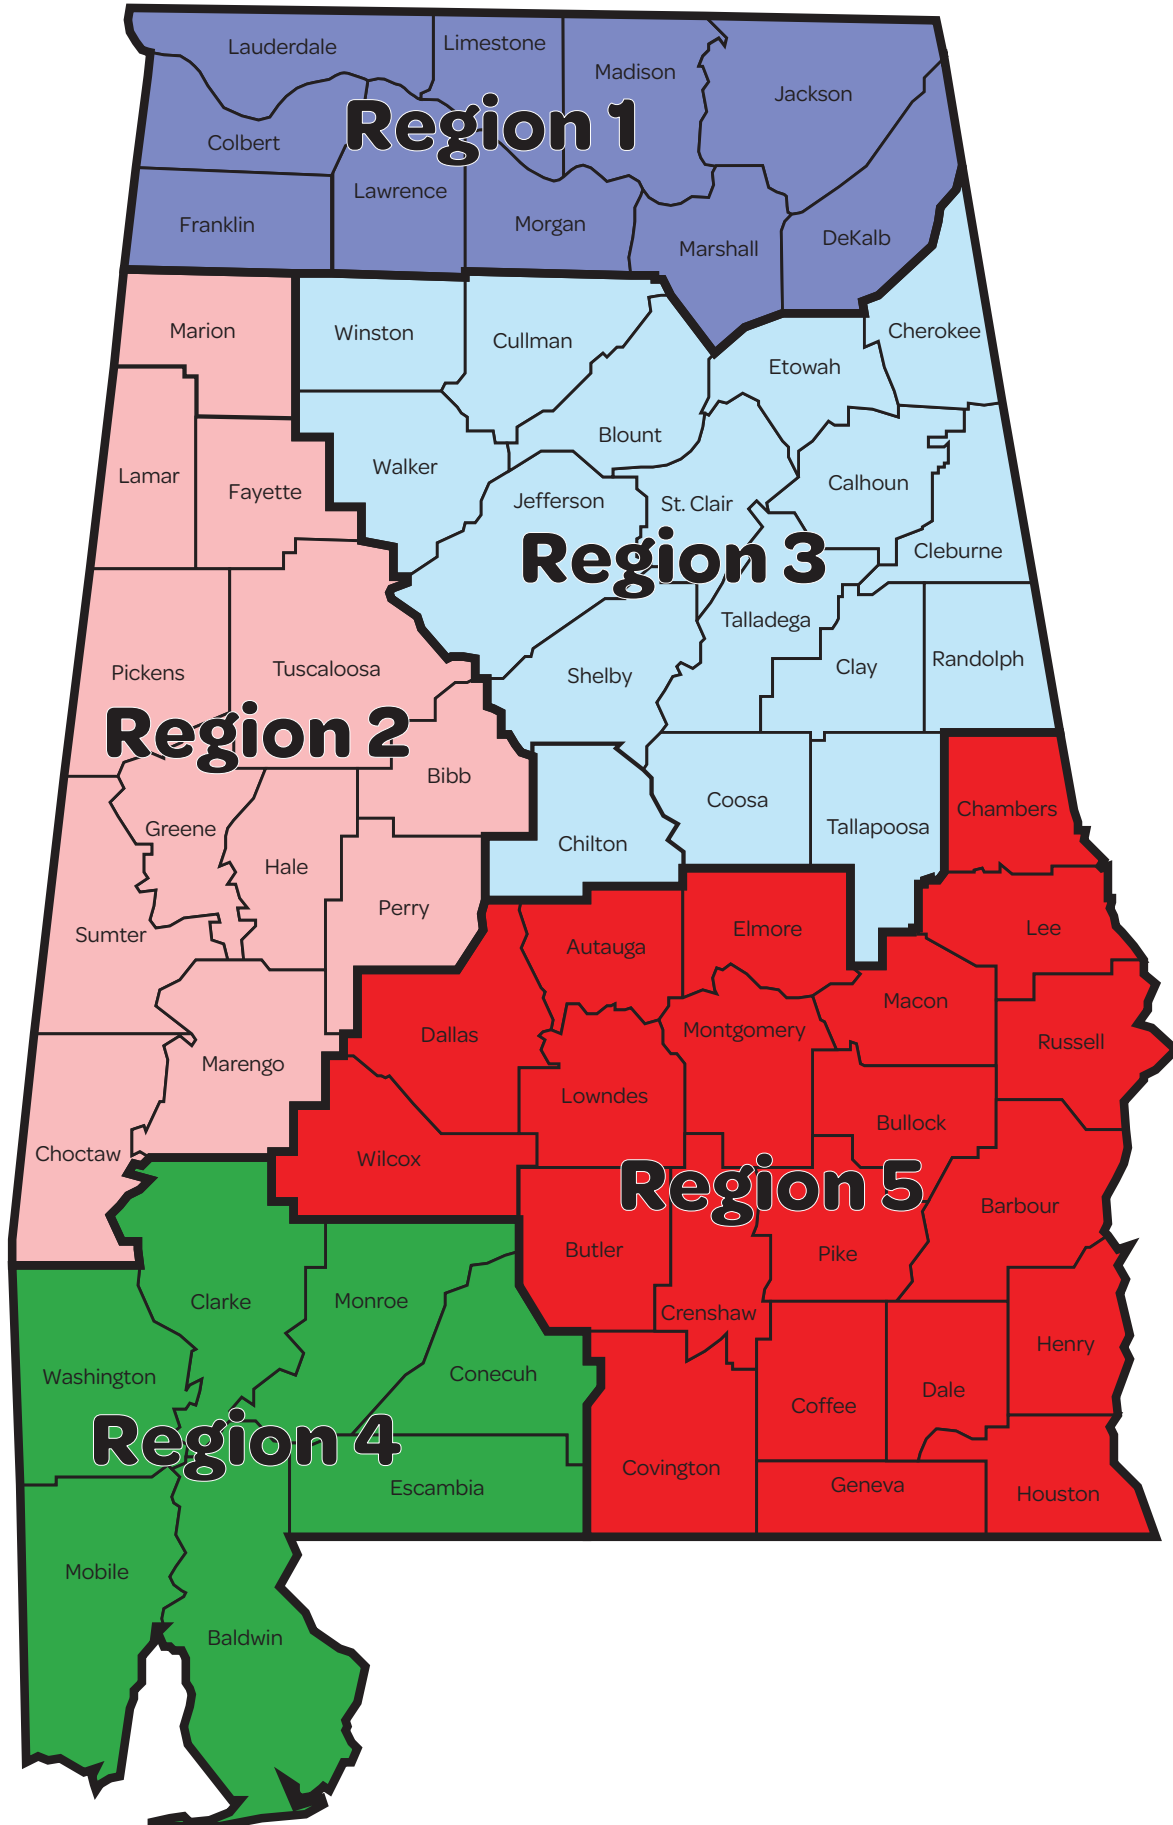 Lauderdale
Limestone
Madison
Jackson
Region 1
Colbert
Lawrence
Franklin
Morgan
Marshall
DeKalb
Marion
Winston
Cullman
Cherokee
Etowah
Blount
Lamar
Walker
Fayette
Jefferson
St. Clair
Calhoun
Region 3
Cleburne
Talladega
Pickens
Tuscaloosa
Shelby
Clay
Randolph
Region 2
Bibb
Coosa
Chambers
Greene
Tallapoosa
Chilton
Hale
Perry
Sumter
Autauga
Elmore
Lee
Macon
Dallas
Montgomery
Russell
Marengo
Lowndes
Bullock
Choctaw
Wilcox
Region 5
Barbour
Butler
Pike
Clarke
Monroe
Crenshaw
Henry
Washington
Conecuh
Dale
Coffee
Region 4
Covington
Escambia
Geneva
Houston
Mobile
Baldwin